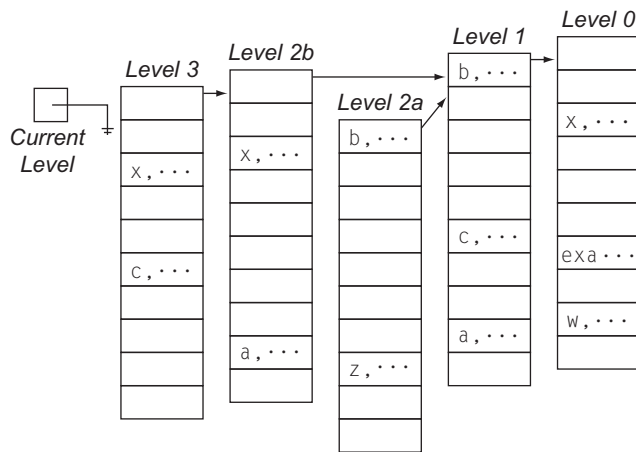 Level 0
Level 1
Level 3
Level 2b
b,···
Level 2a
Current
Level
b,···
x,···
x,···
x,···
c,···
c,···
exa···
w,···
a,···
a,···
z,···